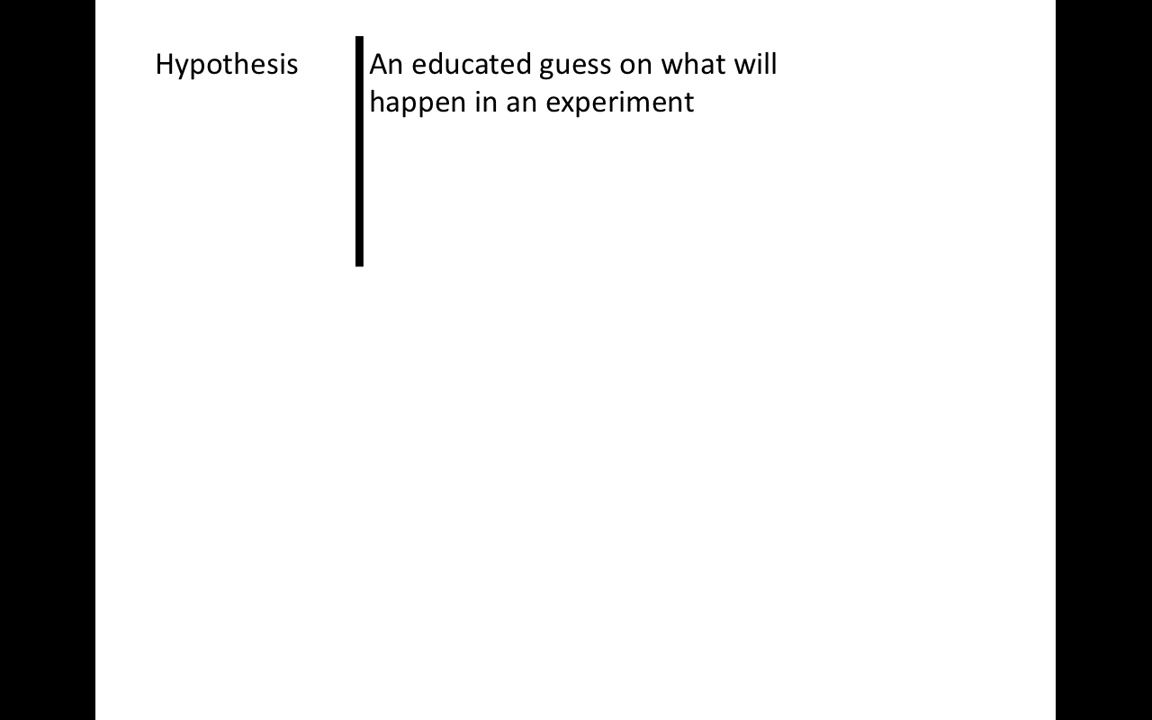 Hypothesis
An educated guess on what will
happen in an experiment